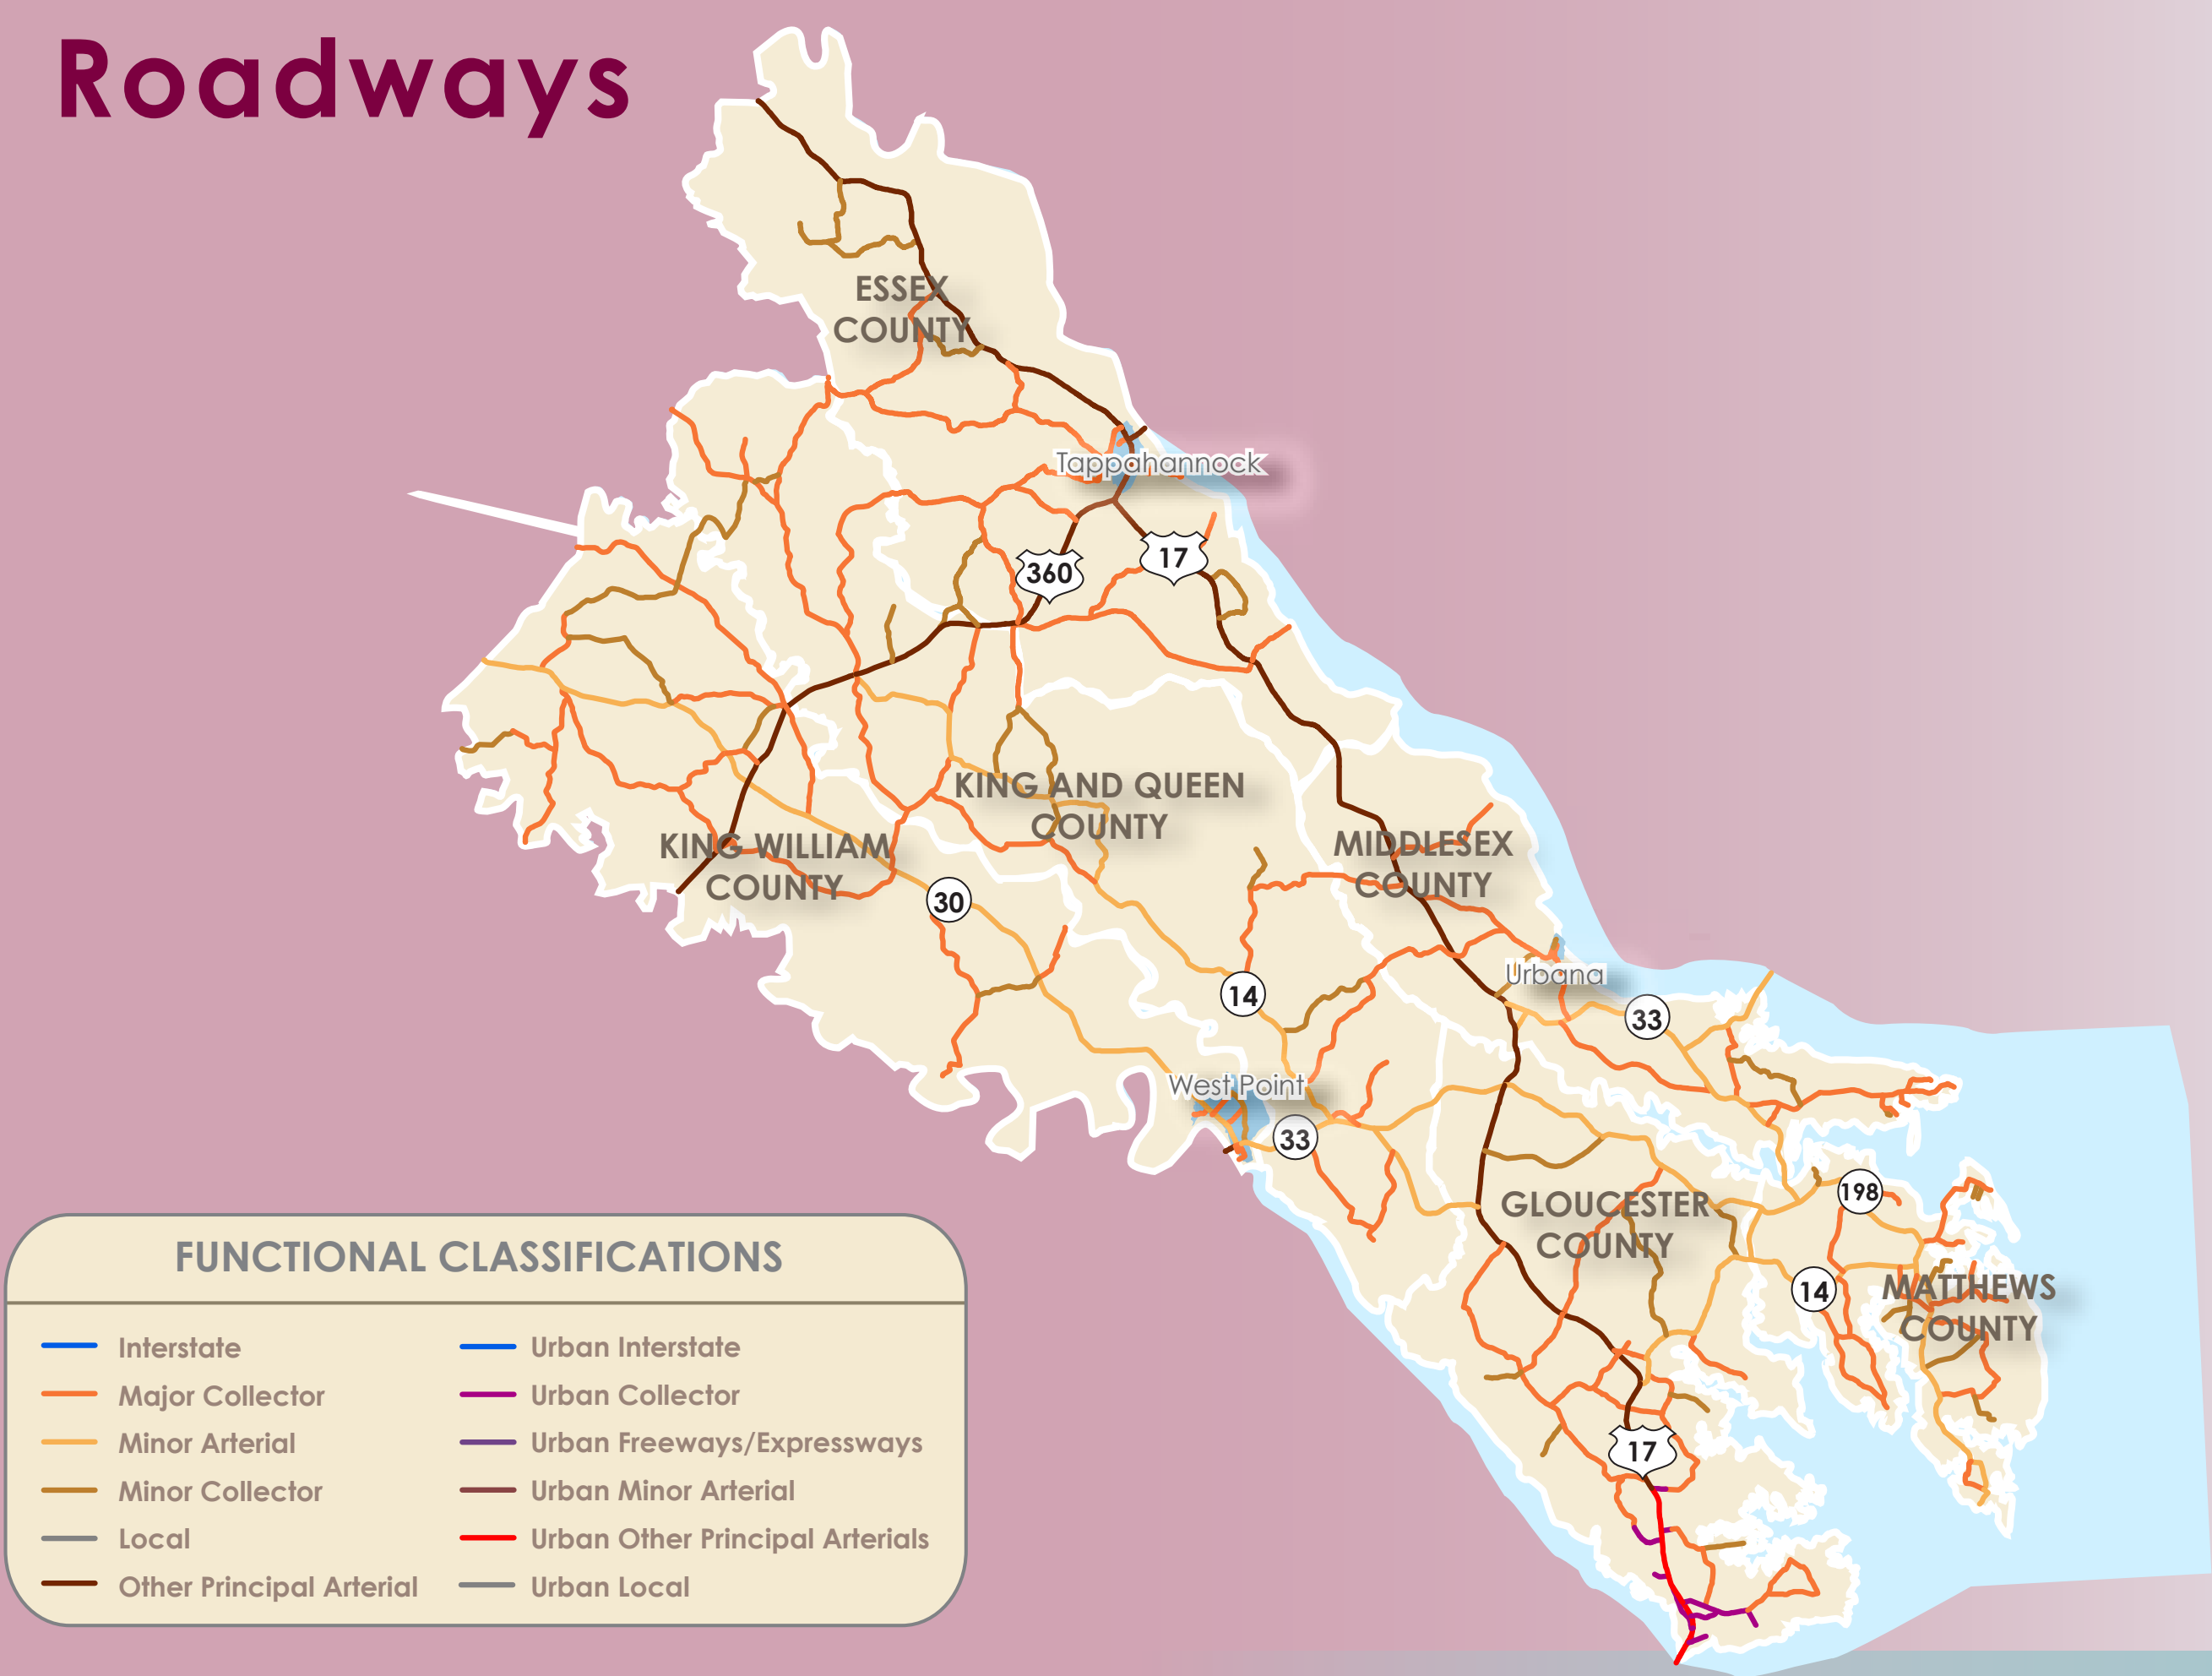 Roadways
ESSEX
COUNTY
Tappahannock
360
17
KING AND QUEEN
COUNTY
KING WILLIAM
COUNTY
MIDDLESEX
COUNTY
30
14
Urbana
33
West Point
33
198
GLOUCESTER
COUNTY
14
MATTHEWS
COUNTY
17
FUNCTIONAL CLASSIFICATIONS
Interstate
Major Collector
Minor Arterial
Minor Collector
Local
Other Principal Arterial
Urban Interstate
Urban Collector
Urban Freeways/Expressways
Urban Minor Arterial
Urban Other Principal Arterials
Urban Local